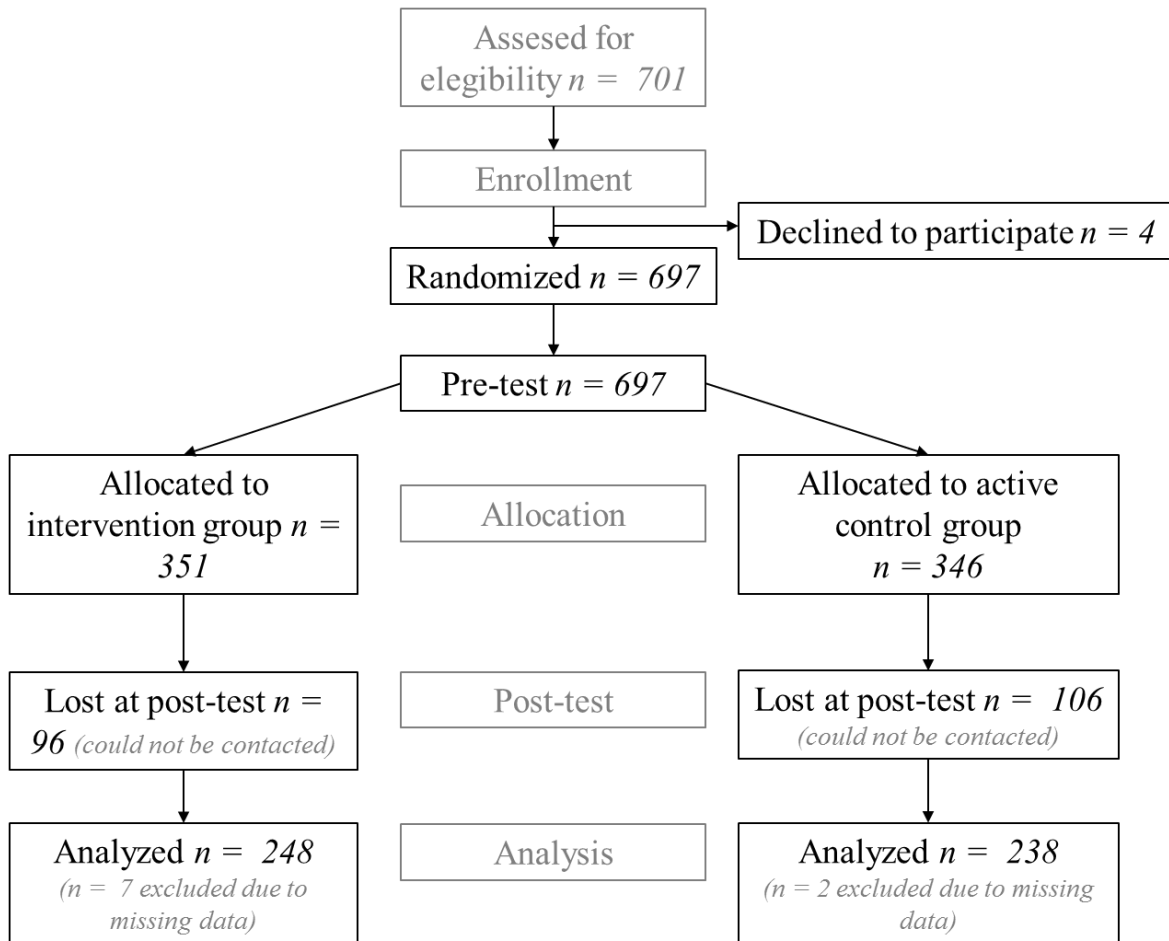 Assesed for
elegibility n = 701
Enrollment
Declined to participate n = 4
Randomized n = 697
Pre-test n = 697
Allocated to
intervention group n =
351
Allocation
Allocated to active
control group
n = 346
Lost at post-test n =
96 (could not be contacted)
Post-test
Lost at post-test n = 106
(could not be contacted)
Analyzed n = 248
(n = 7 excluded due to
missing data)
Analysis
Analyzed n = 238
(n = 2 excluded due to missing
data)